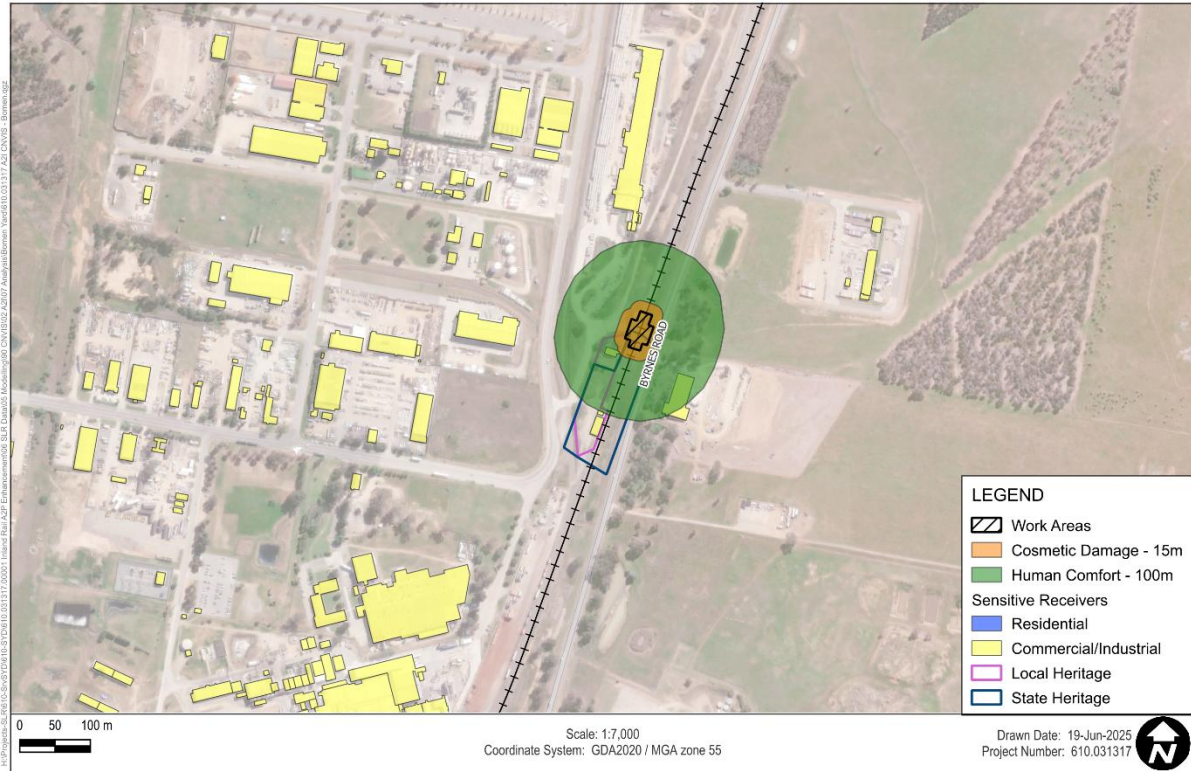 BYRNES ROAD
LEGEND
Work Areas
Cosmetic Damage - 15m
Human Comfort - 100m
Sensitive Receivers
Residential
Commercial/Industrial
Local Heritage
State Heritage
0 50 100 m
Scale: 1:7,000
Coordinate System: GDA2020 / MGA zone 55
Drawn Date: 19-Jun-2025
Project Number: 610.031317
N